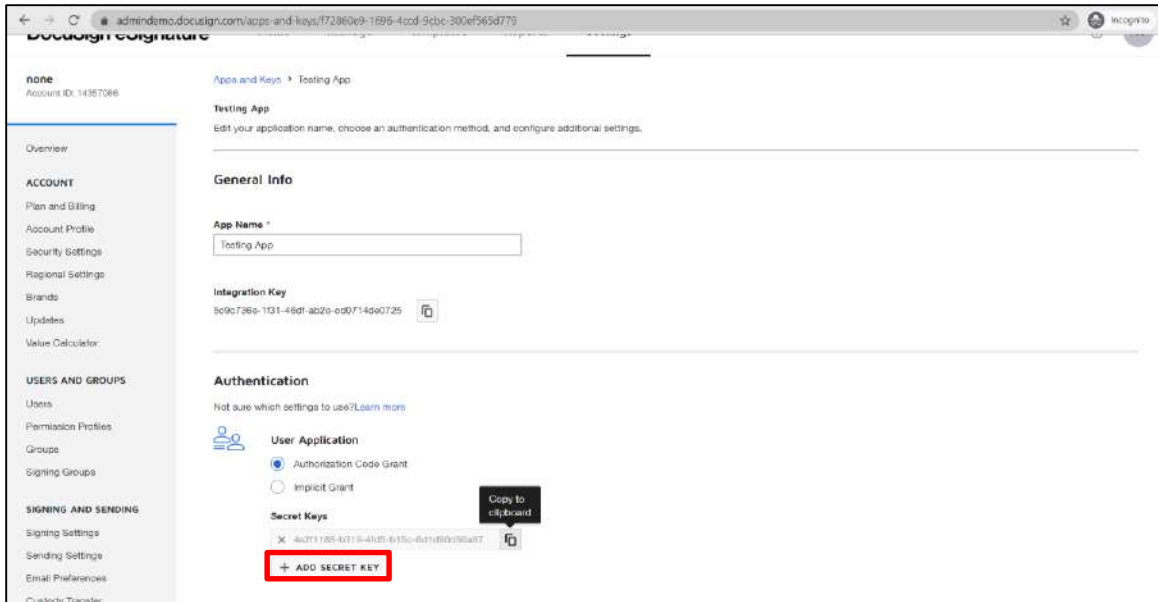 admindemo.docusign.com/apps-and-keys/f72860e9-1696-4ccd-9cbc-300ef565d779
Incognito
DocuSign eSignature
none
Account ID: 14357066
Apps and Keys > Testing App
Testing App
Edit your application name, choose an authentication method, and configure additional settings.
Overview
General Info
ACCOUNT
Plan and Billing
App Name *
Account Profile
Testing App
Security Settings
Regional Settings
Integration Key
Brands
Updates
Value Calculator
USERS AND GROUPS
Authentication
Users
Not sure which settings to use?Learn more
Permission Profiles
User Application
Groups
Authorization Code Grant
Signing Groups
Implicit Grant
Copy to
clipboard
SIGNING AND SENDING
Secret Keys
Signing Settings
Sending Settings
+ ADD SECRET KEY
Email Preferences
Custody Transfer